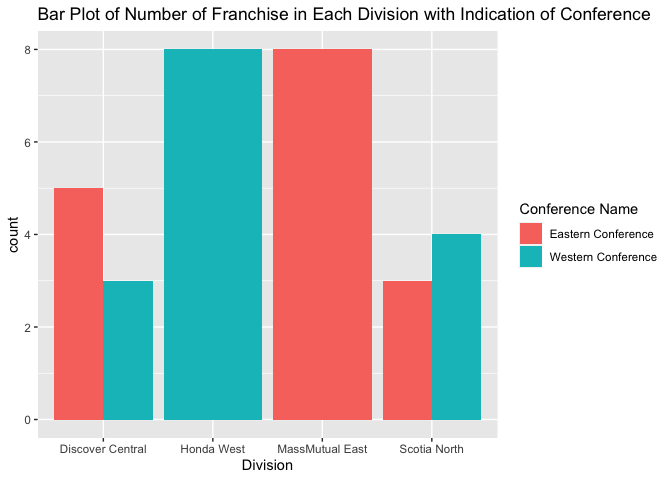 Bar Plot of Number of Franchise in Each Division with Indication of Conference
count
8
6
4
2
0
Discover Central
Honda West
MassMutual East
Scotia North
Division
Conference Name
Eastern Conference
Western Conference